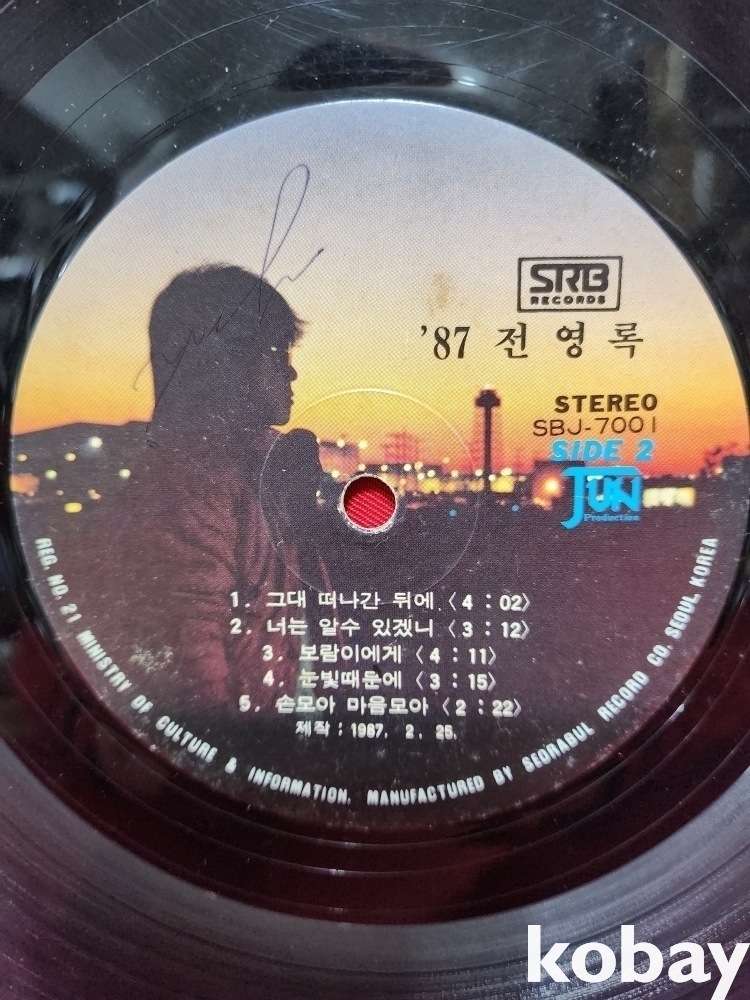 SRB
RECORDS
'87 전영록
STEREO
SBJ-7001
SIDE 2
JUN
Production
1. 그대 떠나간 뒤에 〈4 : 02〉
2. 너는 알수 있겠니 〈3 : 12〉
3. 보람이에게 〈4 : 11〉
4. 눈빛때문에 〈3 : 15〉
5. 손모아 마음모아 〈2 : 22〉
제작 : 1987. 2. 25.
REG. NO. 21 MINISTRY OF CULTURE & INFORMATION. MANUFACTURED BY SEORABUL RECORD CO. SEOUL KOREA
kobay